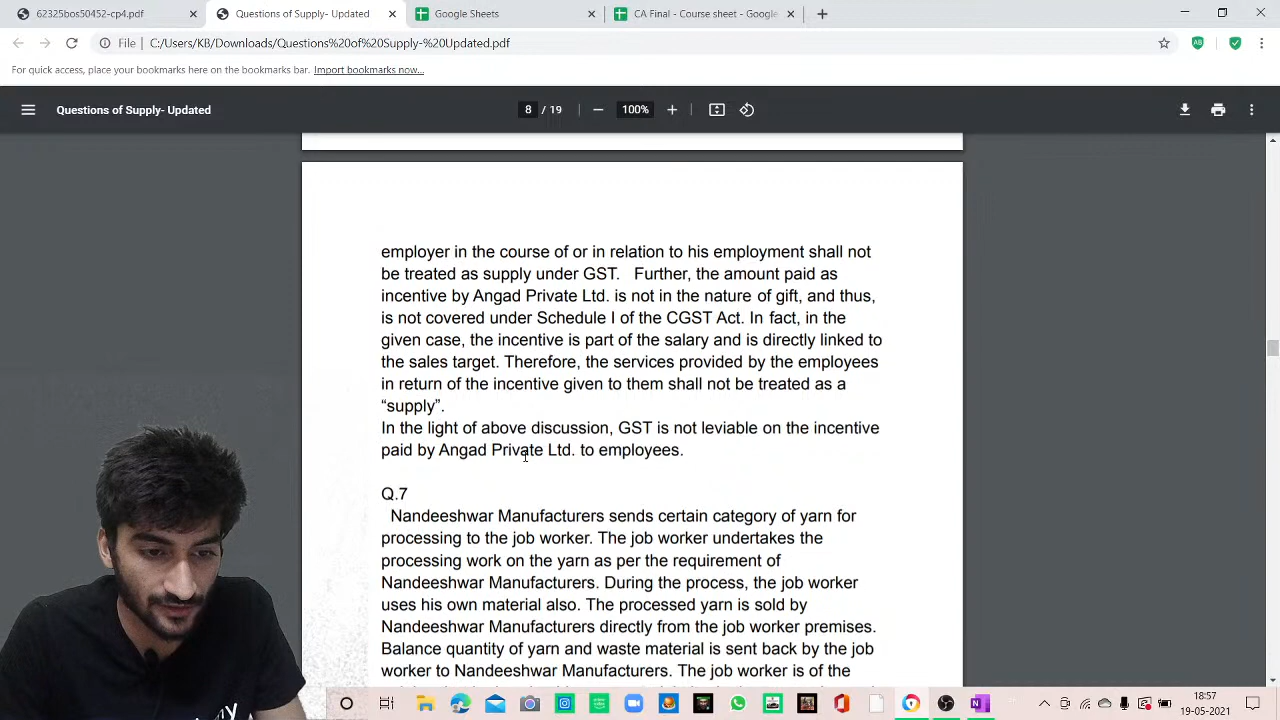 62325bos50452-cp4.pdf
Questions of Supply- Updated
Google Sheets
CA Final - Course sheet - Google
File
C:/Users/KB/Downloads/Questions%20of%20Supply-%20Updated.pdf
For quick access, place your bookmarks here on the bookmarks bar. Import bookmarks now...
Questions of Supply- Updated
8 / 19
100%
employer in the course of or in relation to his employment shall not
be treated as supply under GST. Further, the amount paid as
incentive by Angad Private Ltd. is not in the nature of gift, and thus,
is not covered under Schedule I of the CGST Act. In fact, in the
given case, the incentive is part of the salary and is directly linked to
the sales target. Therefore, the services provided by the employees
in return of the incentive given to them shall not be treated as a
“supply”.
In the light of above discussion, GST is not leviable on the incentive
paid by Angad Private Ltd. to employees.
Q.7
Nandeeshwar Manufacturers sends certain category of yarn for
processing to the job worker. The job worker undertakes the
processing work on the yarn as per the requirement of
Nandeeshwar Manufacturers. During the process, the job worker
uses his own material also. The processed yarn is sold by
Nandeeshwar Manufacturers directly from the job worker premises.
Balance quantity of yarn and waste material is sent back by the job
worker to Nandeeshwar Manufacturers. The job worker is of the
18:57
19-05-2021